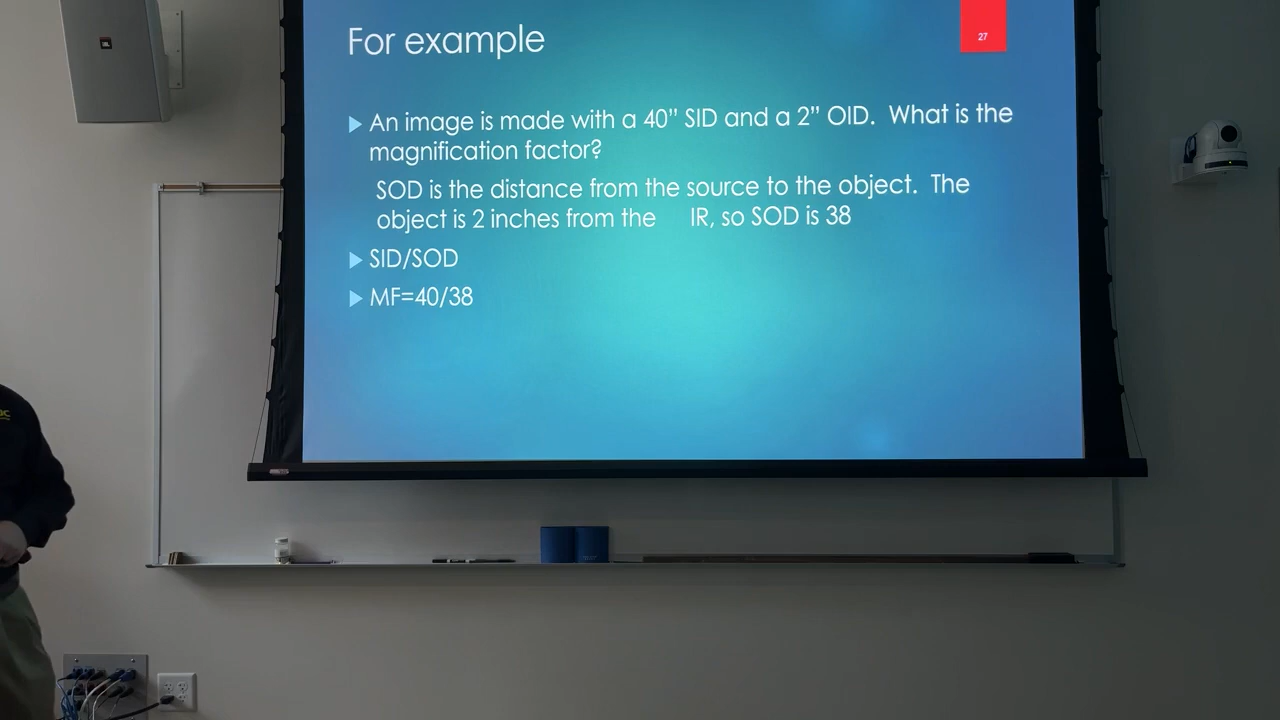 For example
27
An image is made with a 40” SID and a 2” OID. What is the
magnification factor?
SOD is the distance from the source to the object. The
object is 2 inches from the IR, so SOD is 38
SID/SOD
MF=40/38
JBL